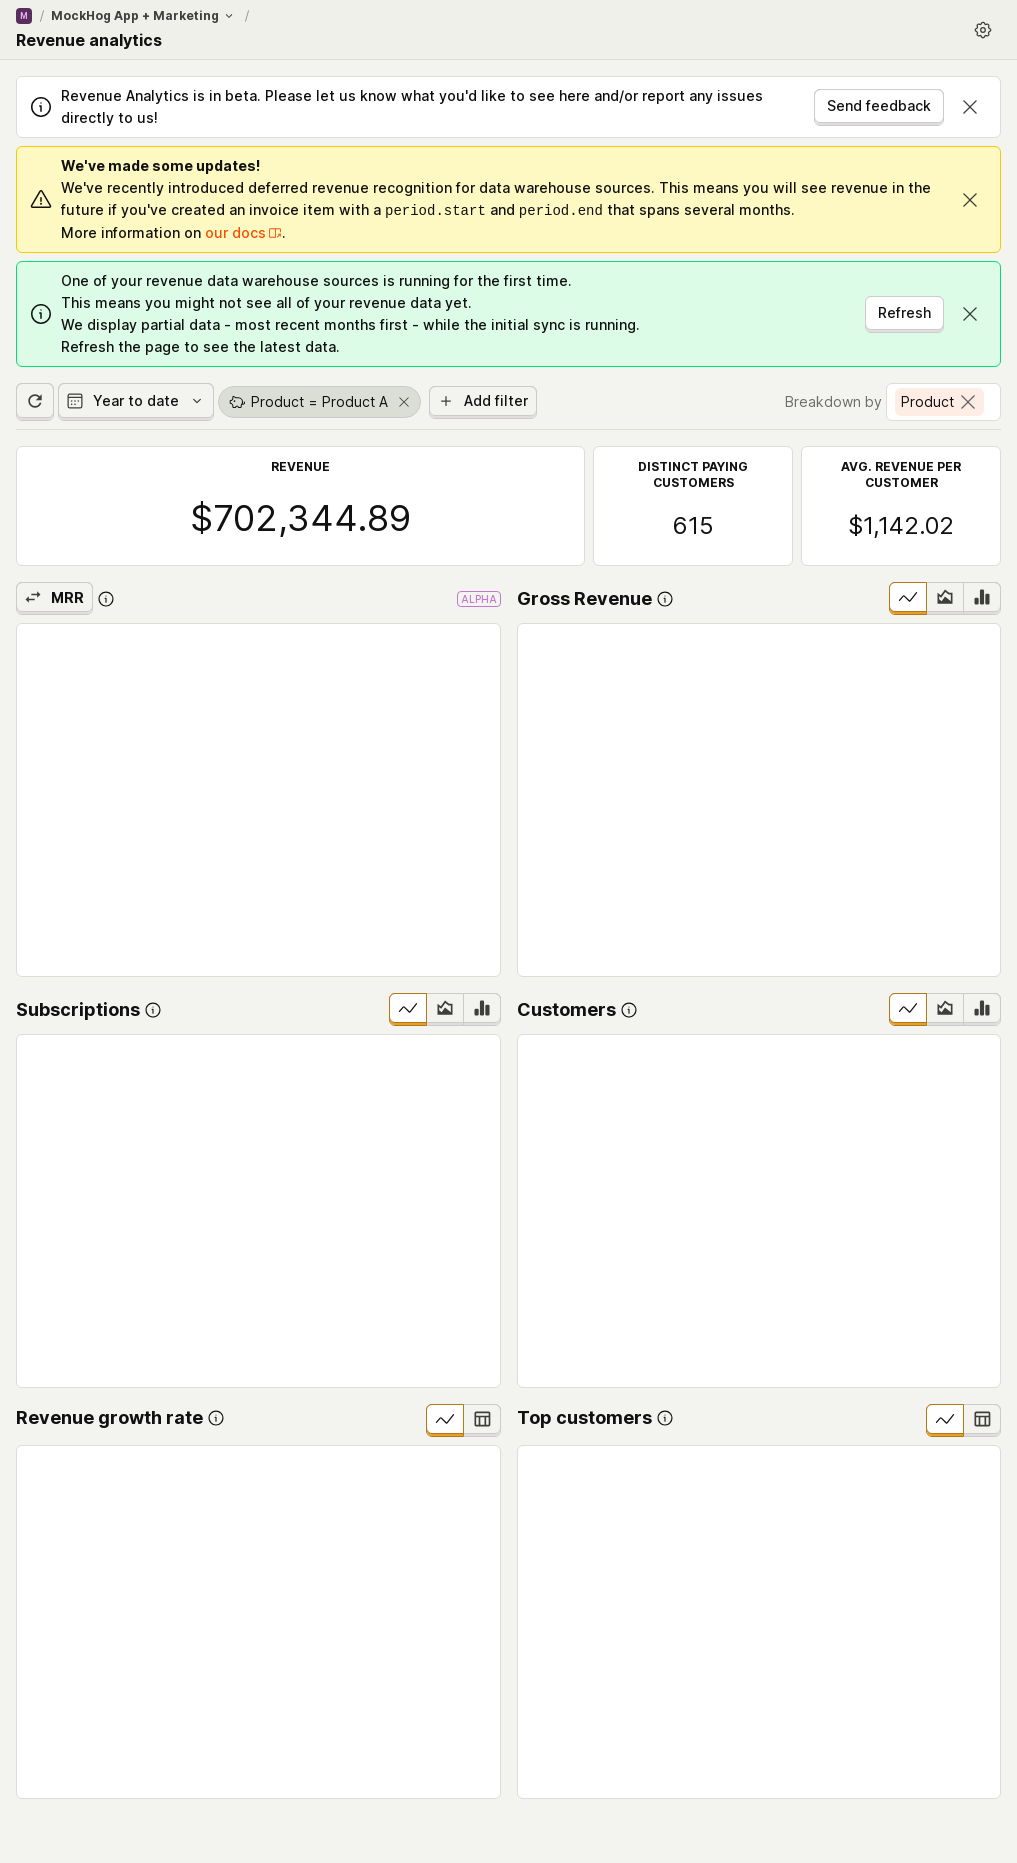 M / MockHog App + Marketing /
Revenue analytics
Revenue Analytics is in beta. Please let us know what you'd like to see here and/or report any issues
directly to us!
Send feedback
We've made some updates!
We've recently introduced deferred revenue recognition for data warehouse sources. This means you will see revenue in the
future if you've created an invoice item with a period.start and period.end that spans several months.
More information on our docs.
One of your revenue data warehouse sources is running for the first time.
This means you might not see all of your revenue data yet.
We display partial data - most recent months first - while the initial sync is running.
Refresh the page to see the latest data.
Refresh
Year to date
Product = Product A
Add filter
Breakdown by
Product
REVENUE
$702,344.89
DISTINCT PAYING
CUSTOMERS
615
AVG. REVENUE PER
CUSTOMER
$1,142.02
MRR
ALPHA
Gross Revenue
Subscriptions
Customers
Revenue growth rate
Top customers